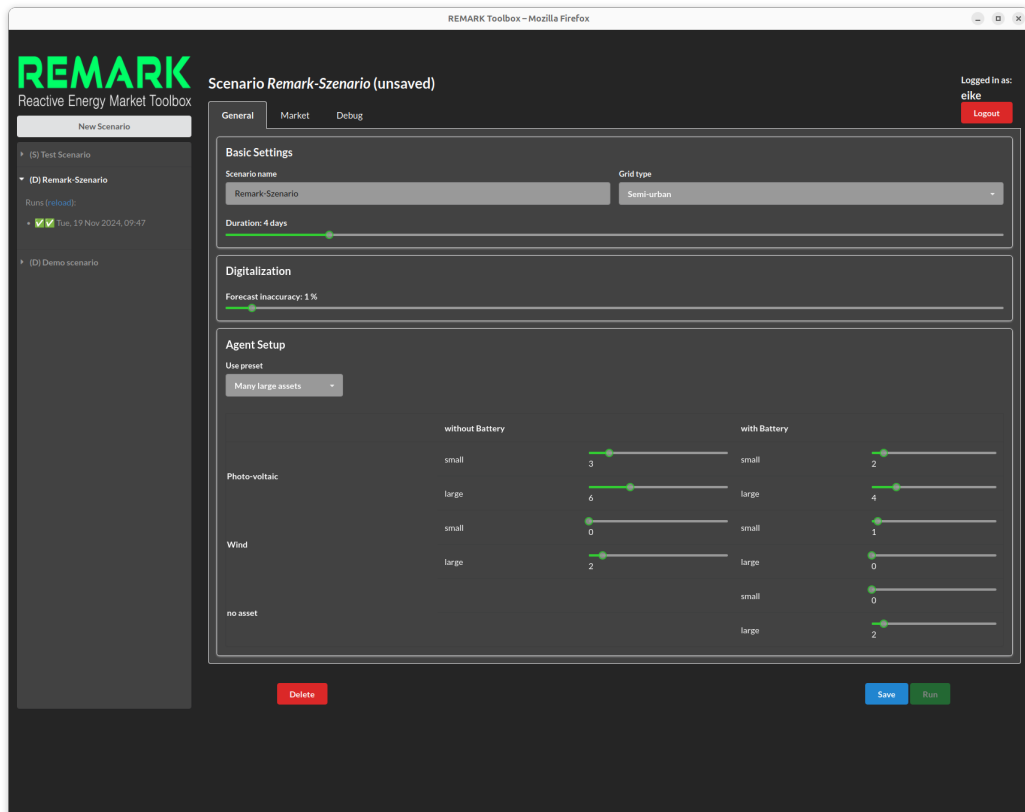 REMARK Toolbox – Mozilla Firefox
REMARK
Reactive Energy Market Toolbox
New Scenario
(S) Test Scenario
(D) Remark-Szenario
Runs (reload):
✅✅ Tue, 19 Nov 2024, 09:47
(D) Demo scenario
Scenario Remark-Szenario (unsaved)
Logged in as:
eike
Logout
General Market Debug
Basic Settings
Scenario name Grid type
Remark-Szenario Semi-urban
Duration: 4 days
Digitalization
Forecast inaccuracy: 1 %
Agent Setup
Use preset
Many large assets
without Battery with Battery
Photo-voltaic
small 3 small 2
large 6 large 4
Wind
small 0 small 1
large 2 large 0
no asset
small 0
large 2
Delete Save Run